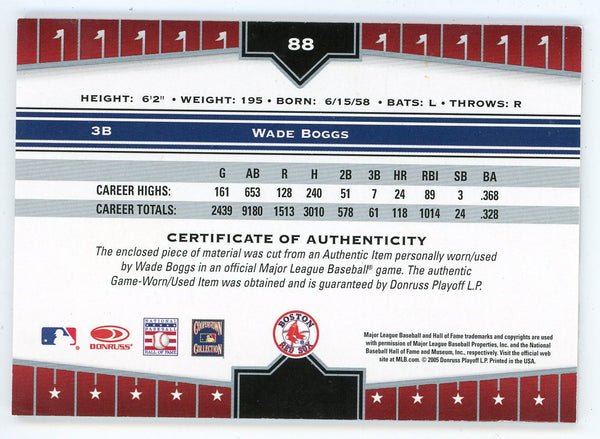 88
HEIGHT: 6'2" • WEIGHT: 195 • BORN: 6/15/58 • BATS: L • THROWS: R
3B WADE BOGGS
G AB R H 2B 3B HR RBI SB BA
CAREER HIGHS: 161 653 128 240 51 7 24 89 3 .368
CAREER TOTALS: 2439 9180 1513 3010 578 61 118 1014 24 .328
CERTIFICATE OF AUTHENTICITY
The enclosed piece of material was cut from an Authentic Item personally worn/used
by Wade Boggs in an official Major League Baseball® game. The authentic
Game-Worn/Used Item was obtained and is guaranteed by Donruss Playoff L.P.
DONRUSS
NATIONAL
BASEBALL
HALL OF FAME
COOPERSTOWN
COLLECTION
BOSTON
RED SOX
Major League Baseball and Hall of Fame trademarks and copyrights are used
with permission of Major League Baseball Properties, Inc. and the National
Baseball Hall of Fame and Museum, Inc., respectively. Visit the official web
site at MLB.com. © 2005 Donruss Playoff L.P. Printed in the USA.